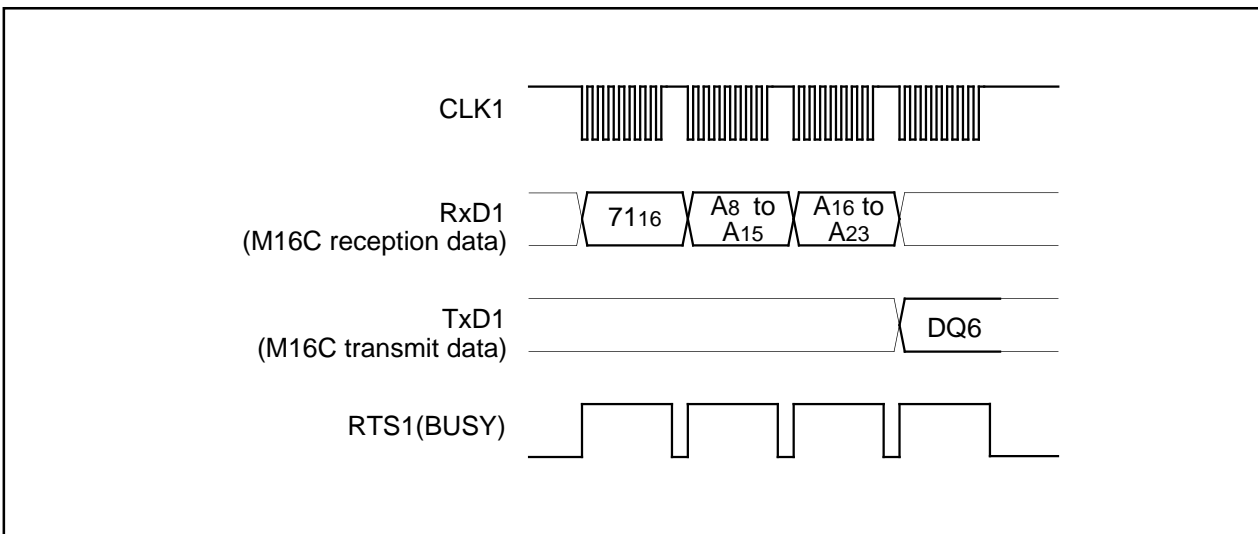 CLK1
RxD1
(M16C reception data)
7116
A8 to
A15
A16 to
A23
TxD1
(M16C transmit data)
DQ6
RTS1(BUSY)